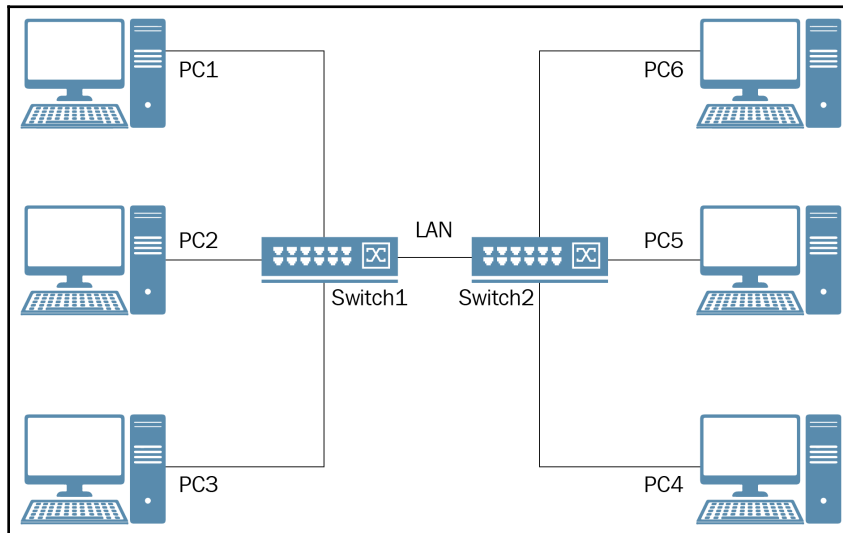 PC1
PC6
PC2
LAN
PC5
Switch1
Switch2
PC3
PC4